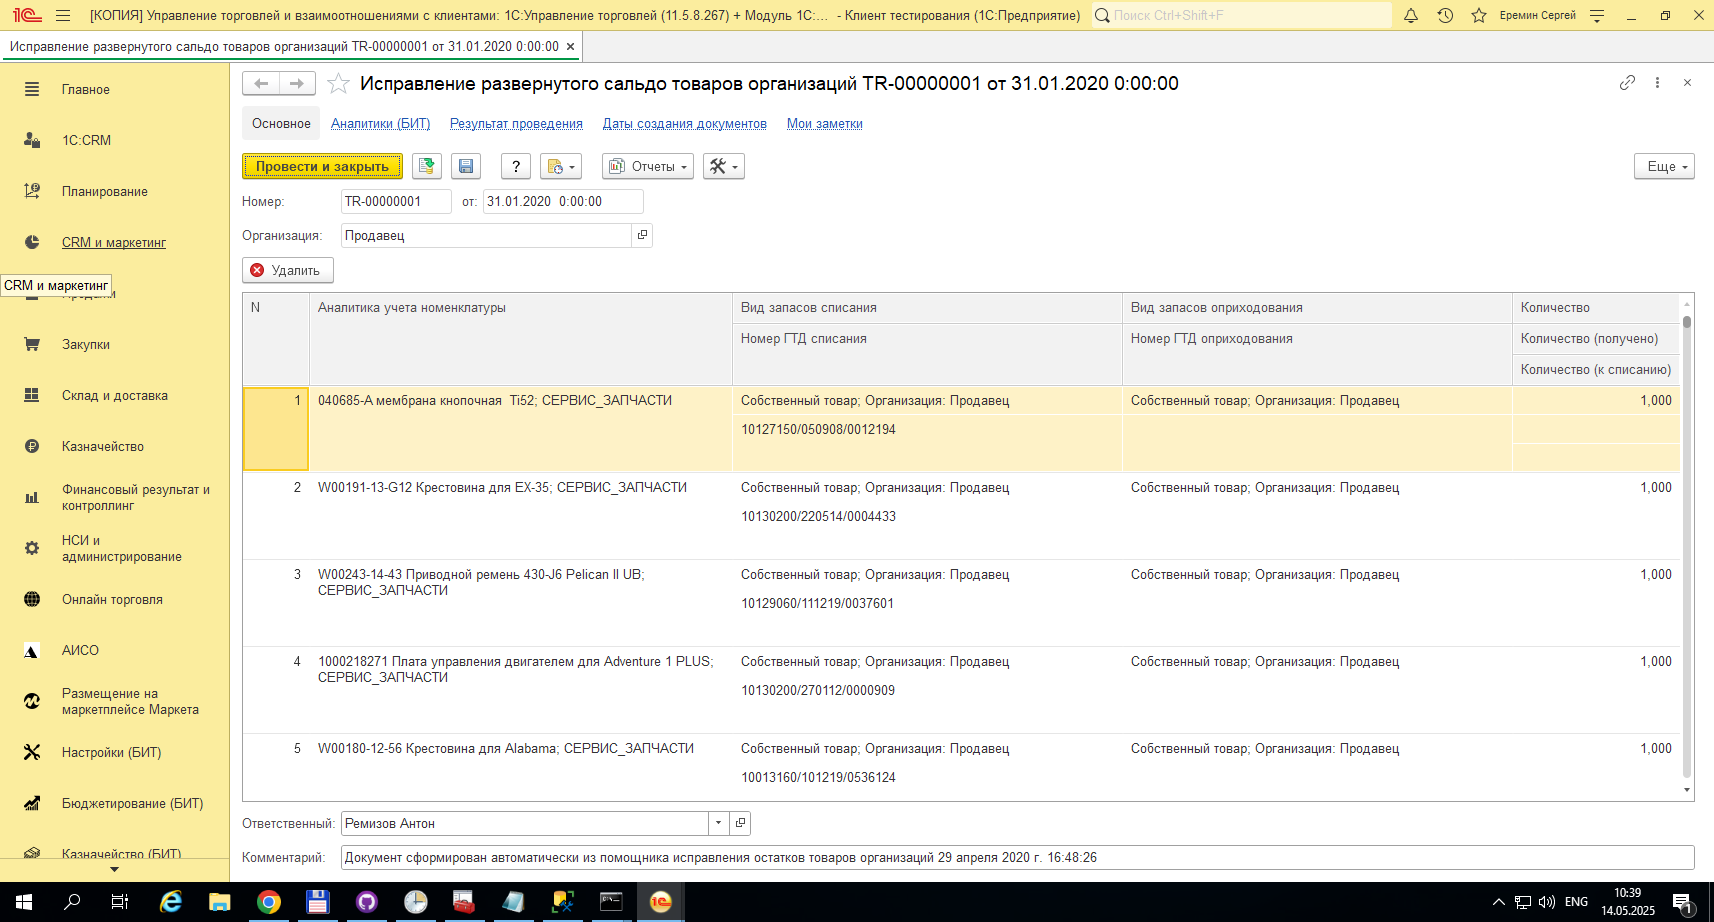 [КОПИЯ] Управление торговлей и взаимоотношениями с клиентами: 1С:Управление торговлей (11.5.8.267) + Модуль 1С:... - Клиент тестирования (1С:Предприятие)
Поиск Ctrl+Shift+F
Еремин Сергей
Исправление развернутого сальдо товаров организаций TR-00000001 от 31.01.2020 0:00:00
Главное
1С:CRM
Планирование
CRM и маркетинг
CRM и маркетинг
Закупки
Склад и доставка
Казначейство
Финансовый результат и
контроллинг
НСИ и
администрирование
Онлайн торговля
АИСО
Размещение на
маркетплейсе Маркета
Настройки (БИТ)
Бюджетирование (БИТ)
Казначейство (БИТ)
Исправление развернутого сальдо товаров организаций TR-00000001 от 31.01.2020 0:00:00
Основное Аналитики (БИТ) Результат проведения Даты создания документов Мои заметки
Провести и закрыть ? Отчеты Еще
Номер: TR-00000001 от: 31.01.2020 0:00:00
Организация: Продавец
Удалить
N Аналитика учета номенклатуры Вид запасов списания Вид запасов оприходования Количество
Номер ГТД списания Номер ГТД оприходования Количество (получено)
Количество (к списанию)
1 040685-А мембрана кнопочная Ti52; СЕРВИС_ЗАПЧАСТИ Собственный товар; Организация: Продавец Собственный товар; Организация: Продавец 1,000
10127150/050908/0012194
2 W00191-13-G12 Крестовина для EX-35; СЕРВИС_ЗАПЧАСТИ Собственный товар; Организация: Продавец Собственный товар; Организация: Продавец 1,000
10130200/220514/0004433
3 W00243-14-43 Приводной ремень 430-J6 Pelican II UB; Собственный товар; Организация: Продавец Собственный товар; Организация: Продавец 1,000
СЕРВИС_ЗАПЧАСТИ
10129060/111219/0037601
4 1000218271 Плата управления двигателем для Adventure 1 PLUS; Собственный товар; Организация: Продавец Собственный товар; Организация: Продавец 1,000
СЕРВИС_ЗАПЧАСТИ
10130200/270112/0000909
5 W00180-12-56 Крестовина для Alabama; СЕРВИС_ЗАПЧАСТИ Собственный товар; Организация: Продавец Собственный товар; Организация: Продавец 1,000
10013160/101219/0536124
Ответственный: Ремизов Антон
Комментарий: Документ сформирован автоматически из помощника исправления остатков товаров организаций 29 апреля 2020 г. 16:48:26
ENG
10:39
14.05.2025
1